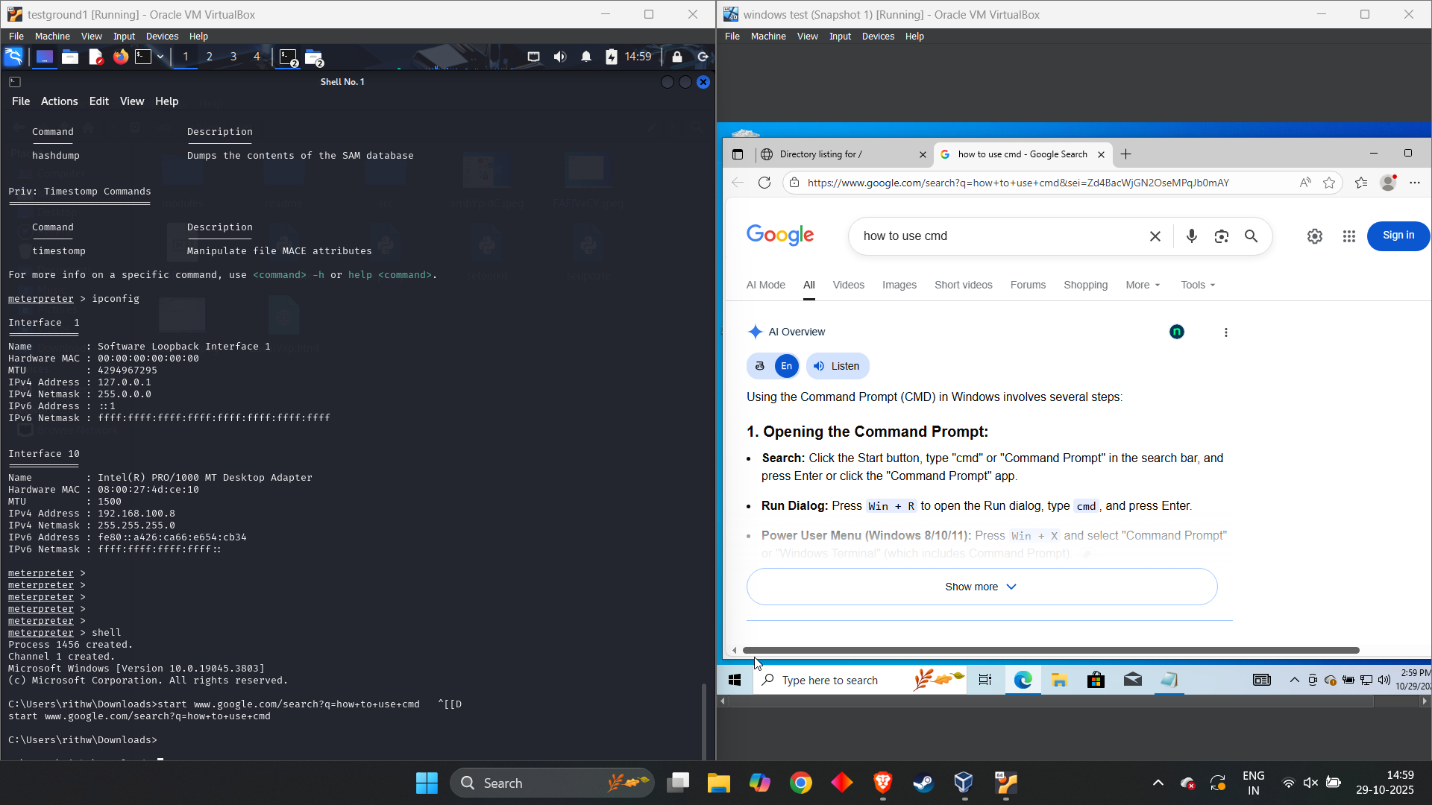 testground1 [Running] - Oracle VM VirtualBox
File Machine View Input Devices Help
1 2 3 4
14:59
Shell No. 1
File Actions Edit View Help
Command Description
hashdump Dumps the contents of the SAM database
Priv: Timestomp Commands
Command Description
timestomp Manipulate file MACE attributes
For more info on a specific command, use <command> -h or help <command>.
meterpreter > ipconfig
Interface 1
Name : Software Loopback Interface 1
Hardware MAC : 00:00:00:00:00:00
MTU : 4294967295
IPv4 Address : 127.0.0.1
IPv4 Netmask : 255.0.0.0
IPv6 Address : ::1
IPv6 Netmask : ffff:ffff:ffff:ffff:ffff:ffff:ffff:ffff
Interface 10
Name : Intel(R) PRO/1000 MT Desktop Adapter
Hardware MAC : 08:00:27:4d:ce:10
MTU : 1500
IPv4 Address : 192.168.100.8
IPv4 Netmask : 255.255.255.0
IPv6 Address : fe80::a426:ca66:e654:cb34
IPv6 Netmask : ffff:ffff:ffff:ffff::
meterpreter >
meterpreter >
meterpreter >
meterpreter >
meterpreter >
meterpreter > shell
Process 1456 created.
Channel 1 created.
Microsoft Windows [Version 10.0.19045.3803]
(c) Microsoft Corporation. All rights reserved.
C:\Users\rithw\Downloads>start www.google.com/search?q=how+to+use+cmd ^[[D
start www.google.com/search?q=how+to+use+cmd
C:\Users\rithw\Downloads>
windows test (Snapshot 1) [Running] - Oracle VM VirtualBox
File Machine View Input Devices Help
Directory listing for /
how to use cmd - Google Search
https://www.google.com/search?q=how+to+use+cmd&sei=Zd4BacWjGN2OseMPqJb0mAY
Google
how to use cmd
Sign in
AI Mode All Videos Images Short videos Forums Shopping More Tools
AI Overview
En Listen
Using the Command Prompt (CMD) in Windows involves several steps:
1. Opening the Command Prompt:
Search: Click the Start button, type "cmd" or "Command Prompt" in the search bar, and
press Enter or click the "Command Prompt" app.
Run Dialog: Press Win + R to open the Run dialog, type cmd, and press Enter.
Power User Menu (Windows 8/10/11): Press Win + X and select "Command Prompt"
or "Windows Terminal" (which includes Command Prompt).
Show more
Type here to search
2:59 PM
10/29/20
Search
ENG
IN
14:59
29-10-2025